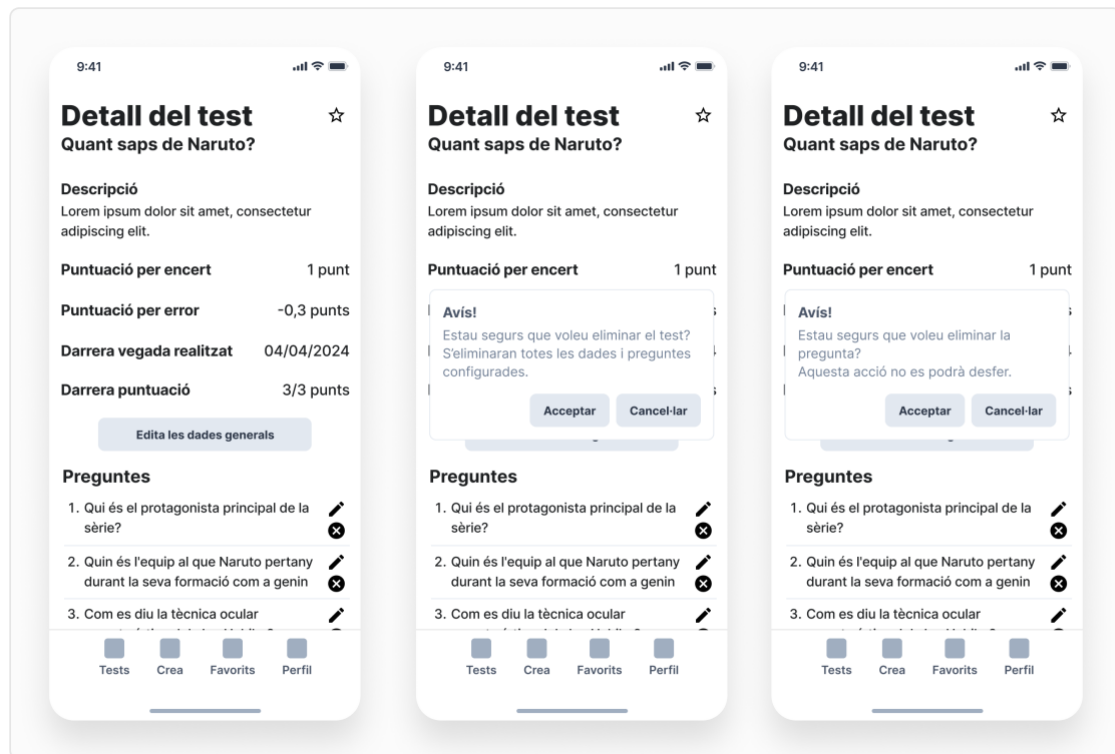 9:41
Detall del test
Quant saps de Naruto?
Descripció
Lorem ipsum dolor sit amet, consectetur
adipiscing elit.
Puntuació per encert 1 punt
Puntuació per error -0,3 punts
Darrera vegada realitzat 04/04/2024
Darrera puntuació 3/3 punts
Edita les dades generals
Preguntes
1. Qui és el protagonista principal de la
sèrie?
2. Quin és l'equip al que Naruto pertany
durant la seva formació com a genin
3. Com es diu la tècnica ocular
Tests Crea Favorits Perfil
9:41
Detall del test
Quant saps de Naruto?
Descripció
Lorem ipsum dolor sit amet, consectetur
adipiscing elit.
Puntuació per encert 1 punt
Avís!
Estau segurs que voleu eliminar el test?
S'eliminaran totes les dades i preguntes
configurades.
Acceptar Cancel·lar
Preguntes
1. Qui és el protagonista principal de la
sèrie?
2. Quin és l'equip al que Naruto pertany
durant la seva formació com a genin
3. Com es diu la tècnica ocular
Tests Crea Favorits Perfil
9:41
Detall del test
Quant saps de Naruto?
Descripció
Lorem ipsum dolor sit amet, consectetur
adipiscing elit.
Puntuació per encert 1 punt
Avís!
Estau segurs que voleu eliminar la
pregunta?
Aquesta acció no es podrà desfer.
Acceptar Cancel·lar
Preguntes
1. Qui és el protagonista principal de la
sèrie?
2. Quin és l'equip al que Naruto pertany
durant la seva formació com a genin
3. Com es diu la tècnica ocular
Tests Crea Favorits Perfil